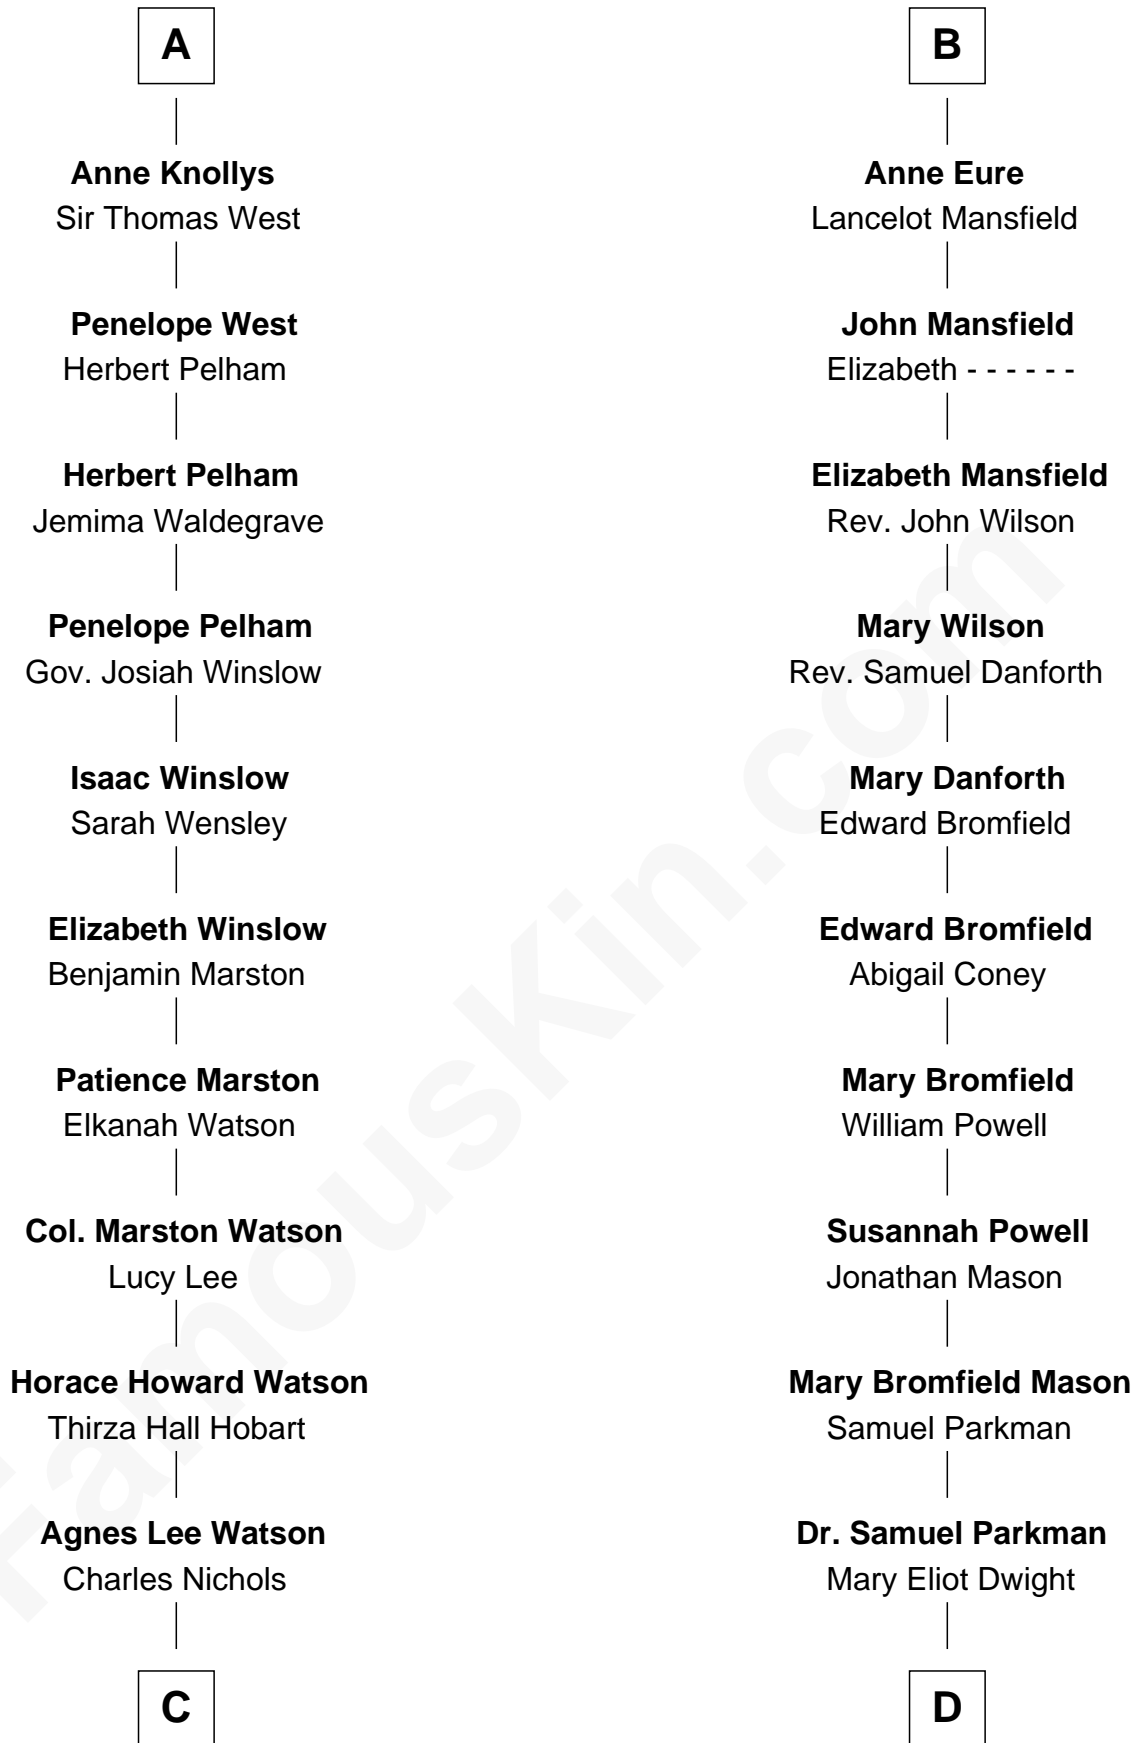 A
Anne Knollys
Sir Thomas West
Penelope West
Herbert Pelham
Herbert Pelham
Jemima Waldegrave
Penelope Pelham
Gov. Josiah Winslow
Isaac Winslow
Sarah Wensley
Elizabeth Winslow
Benjamin Marston
Patience Marston
Elkanah Watson
Col. Marston Watson
Lucy Lee
Horace Howard Watson
Thirza Hall Hobart
Agnes Lee Watson
Charles Nichols
C
B
Anne Eure
Lancelot Mansfield
John Mansfield
Elizabeth - - - - - -
Elizabeth Mansfield
Rev. John Wilson
Mary Wilson
Rev. Samuel Danforth
Mary Danforth
Edward Bromfield
Edward Bromfield
Abigail Coney
Mary Bromfield
William Powell
Susannah Powell
Jonathan Mason
Mary Bromfield Mason
Samuel Parkman
Dr. Samuel Parkman
Mary Eliot Dwight
D
FamousKin.com